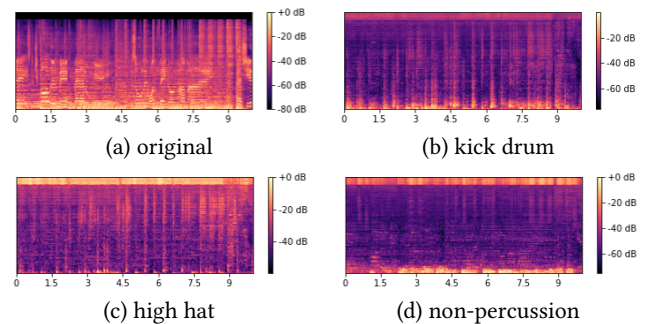 +0 dB
-20 dB
-40 dB
-60 dB
-80 dB
0 1.5 3 4.5 6 7.5 9
(a) original
-20 dB
-40 dB
-60 dB
0 1.5 3 4.5 6 7.5 9
(b) kick drum
+0 dB
-20 dB
-40 dB
0 1.5 3 4.5 6 7.5 9
(c) high hat
+0 dB
-20 dB
-40 dB
-60 dB
0 1.5 3 4.5 6 7.5 9
(d) non-percussion